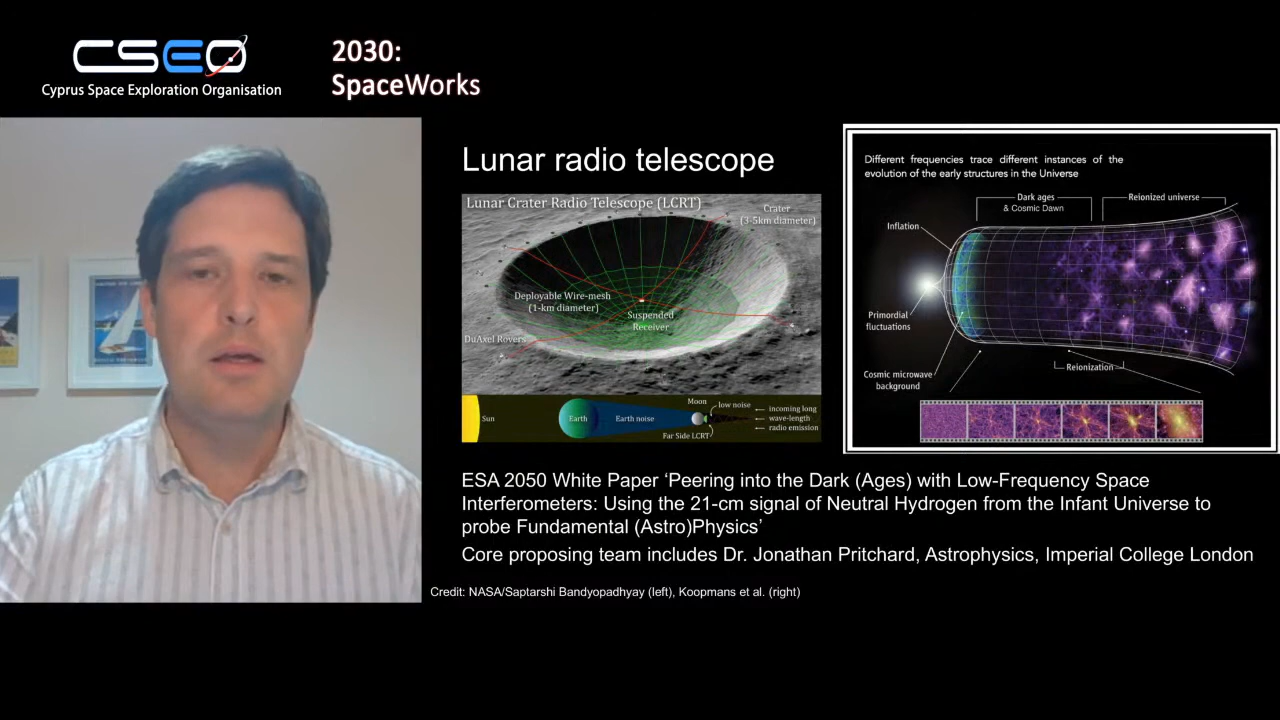 CSEO
Cyprus Space Exploration Organisation
2030:
SpaceWorks
Lunar radio telescope
Lunar Crater Radio Telescope (LCRT)
Crater
(3-5km diameter)
Deployable Wire-mesh
(1-km diameter)
Suspended
Receiver
DuAxel Rovers
Sun
Earth
Earth noise
Moon
low noise
Far Side LCRT
incoming long
wave-length
radio emission
Different frequencies trace different instances of the
evolution of the early structures in the Universe
Dark ages
& Cosmic Dawn
Reionized universe
Inflation
Primordial
fluctuations
Cosmic microwave
background
Reionization
ESA 2050 White Paper ‘Peering into the Dark (Ages) with Low-Frequency Space
Interferometers: Using the 21-cm signal of Neutral Hydrogen from the Infant Universe to
probe Fundamental (Astro)Physics’
Core proposing team includes Dr. Jonathan Pritchard, Astrophysics, Imperial College London
Credit: NASA/Saptarshi Bandyopadhyay (left), Koopmans et al. (right)